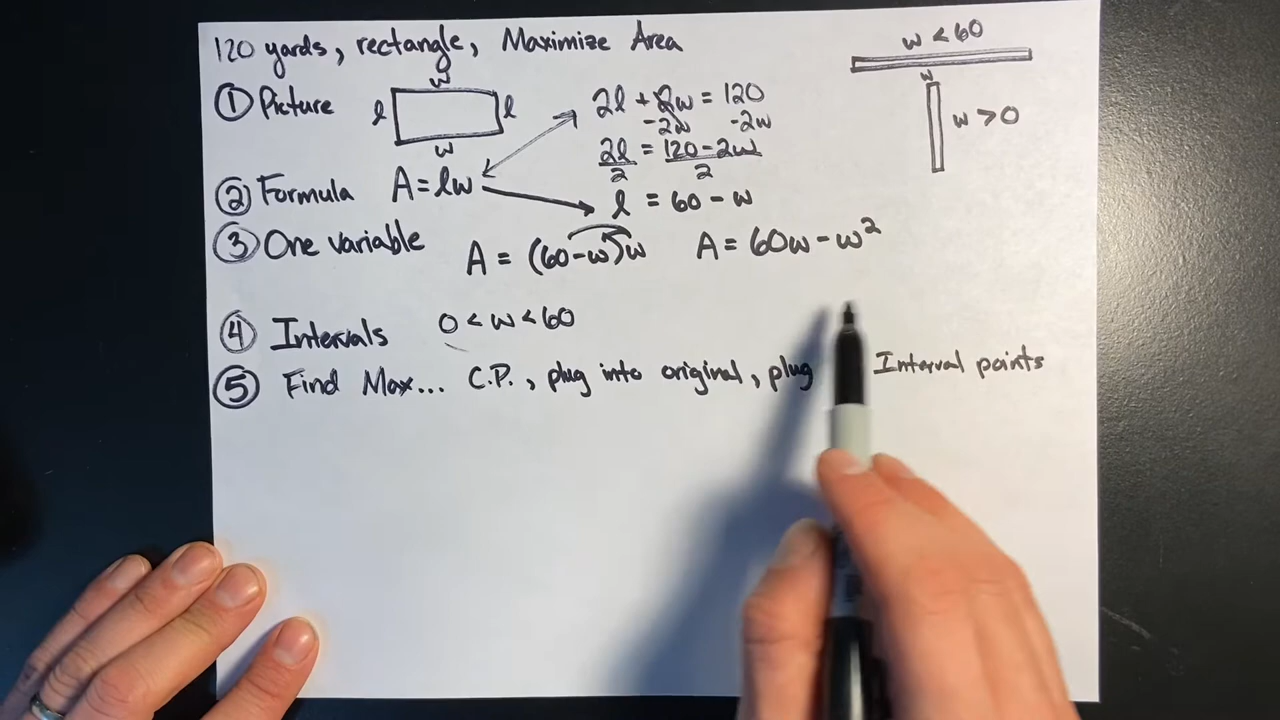 120 yards, rectangle, Maximize Area
w < 60
① Picture
w
l
l
w
2l + 2w = 120
-2w -2w
2l = 120 - 2w
2 2
w
w > 0
② Formula A = lw
l = 60 - w
③ One variable A = (60-w)w A = 60w - w²
④ Intervals 0 < w < 60
⑤ Find Max... C.P., plug into original, plug Interval points